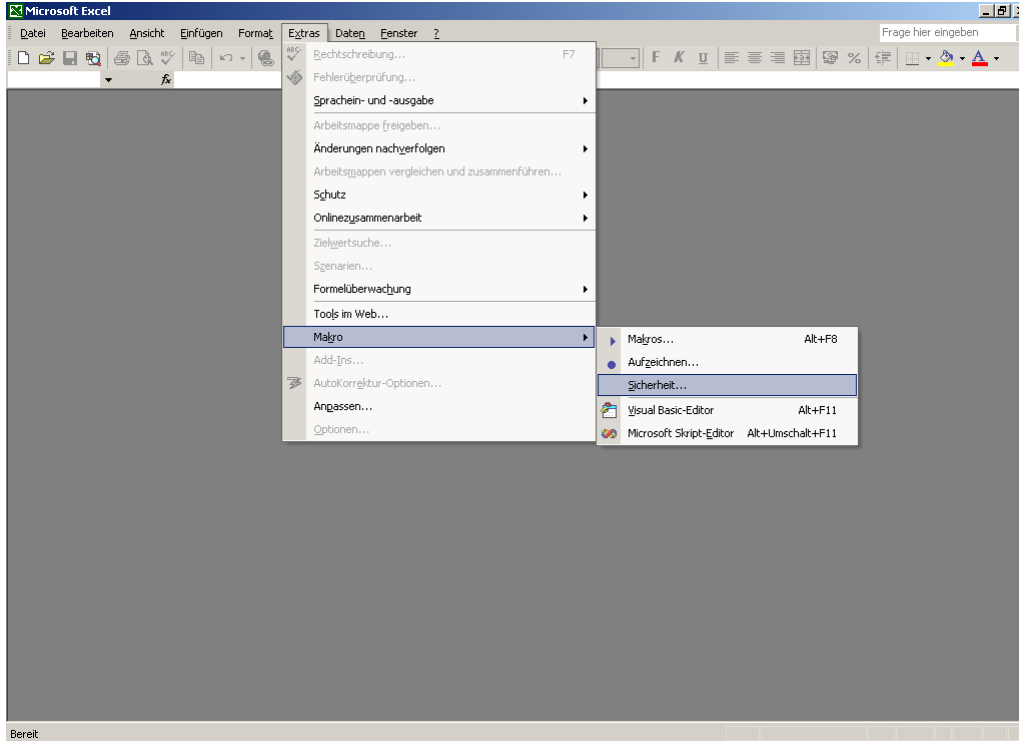 Microsoft Excel
Datei Bearbeiten Ansicht Einfügen Format Extras Daten Fenster ? Frage hier eingeben
F K U %
fx
Rechtschreibung... F7
Fehlerüberprüfung...
Sprachein- und -ausgabe
Arbeitsmappe freigeben...
Änderungen nachverfolgen
Arbeitsmappen vergleichen und zusammenführen...
Schutz
Onlinezusammenarbeit
Zielwertsuche...
Szenarien...
Formelüberwachung
Tools im Web...
Makro
Add-Ins...
AutoKorrektur-Optionen...
Anpassen...
Optionen...
Makros... Alt+F8
Aufzeichnen...
Sicherheit...
Visual Basic-Editor Alt+F11
Microsoft Skript-Editor Alt+Umschalt+F11
Bereit